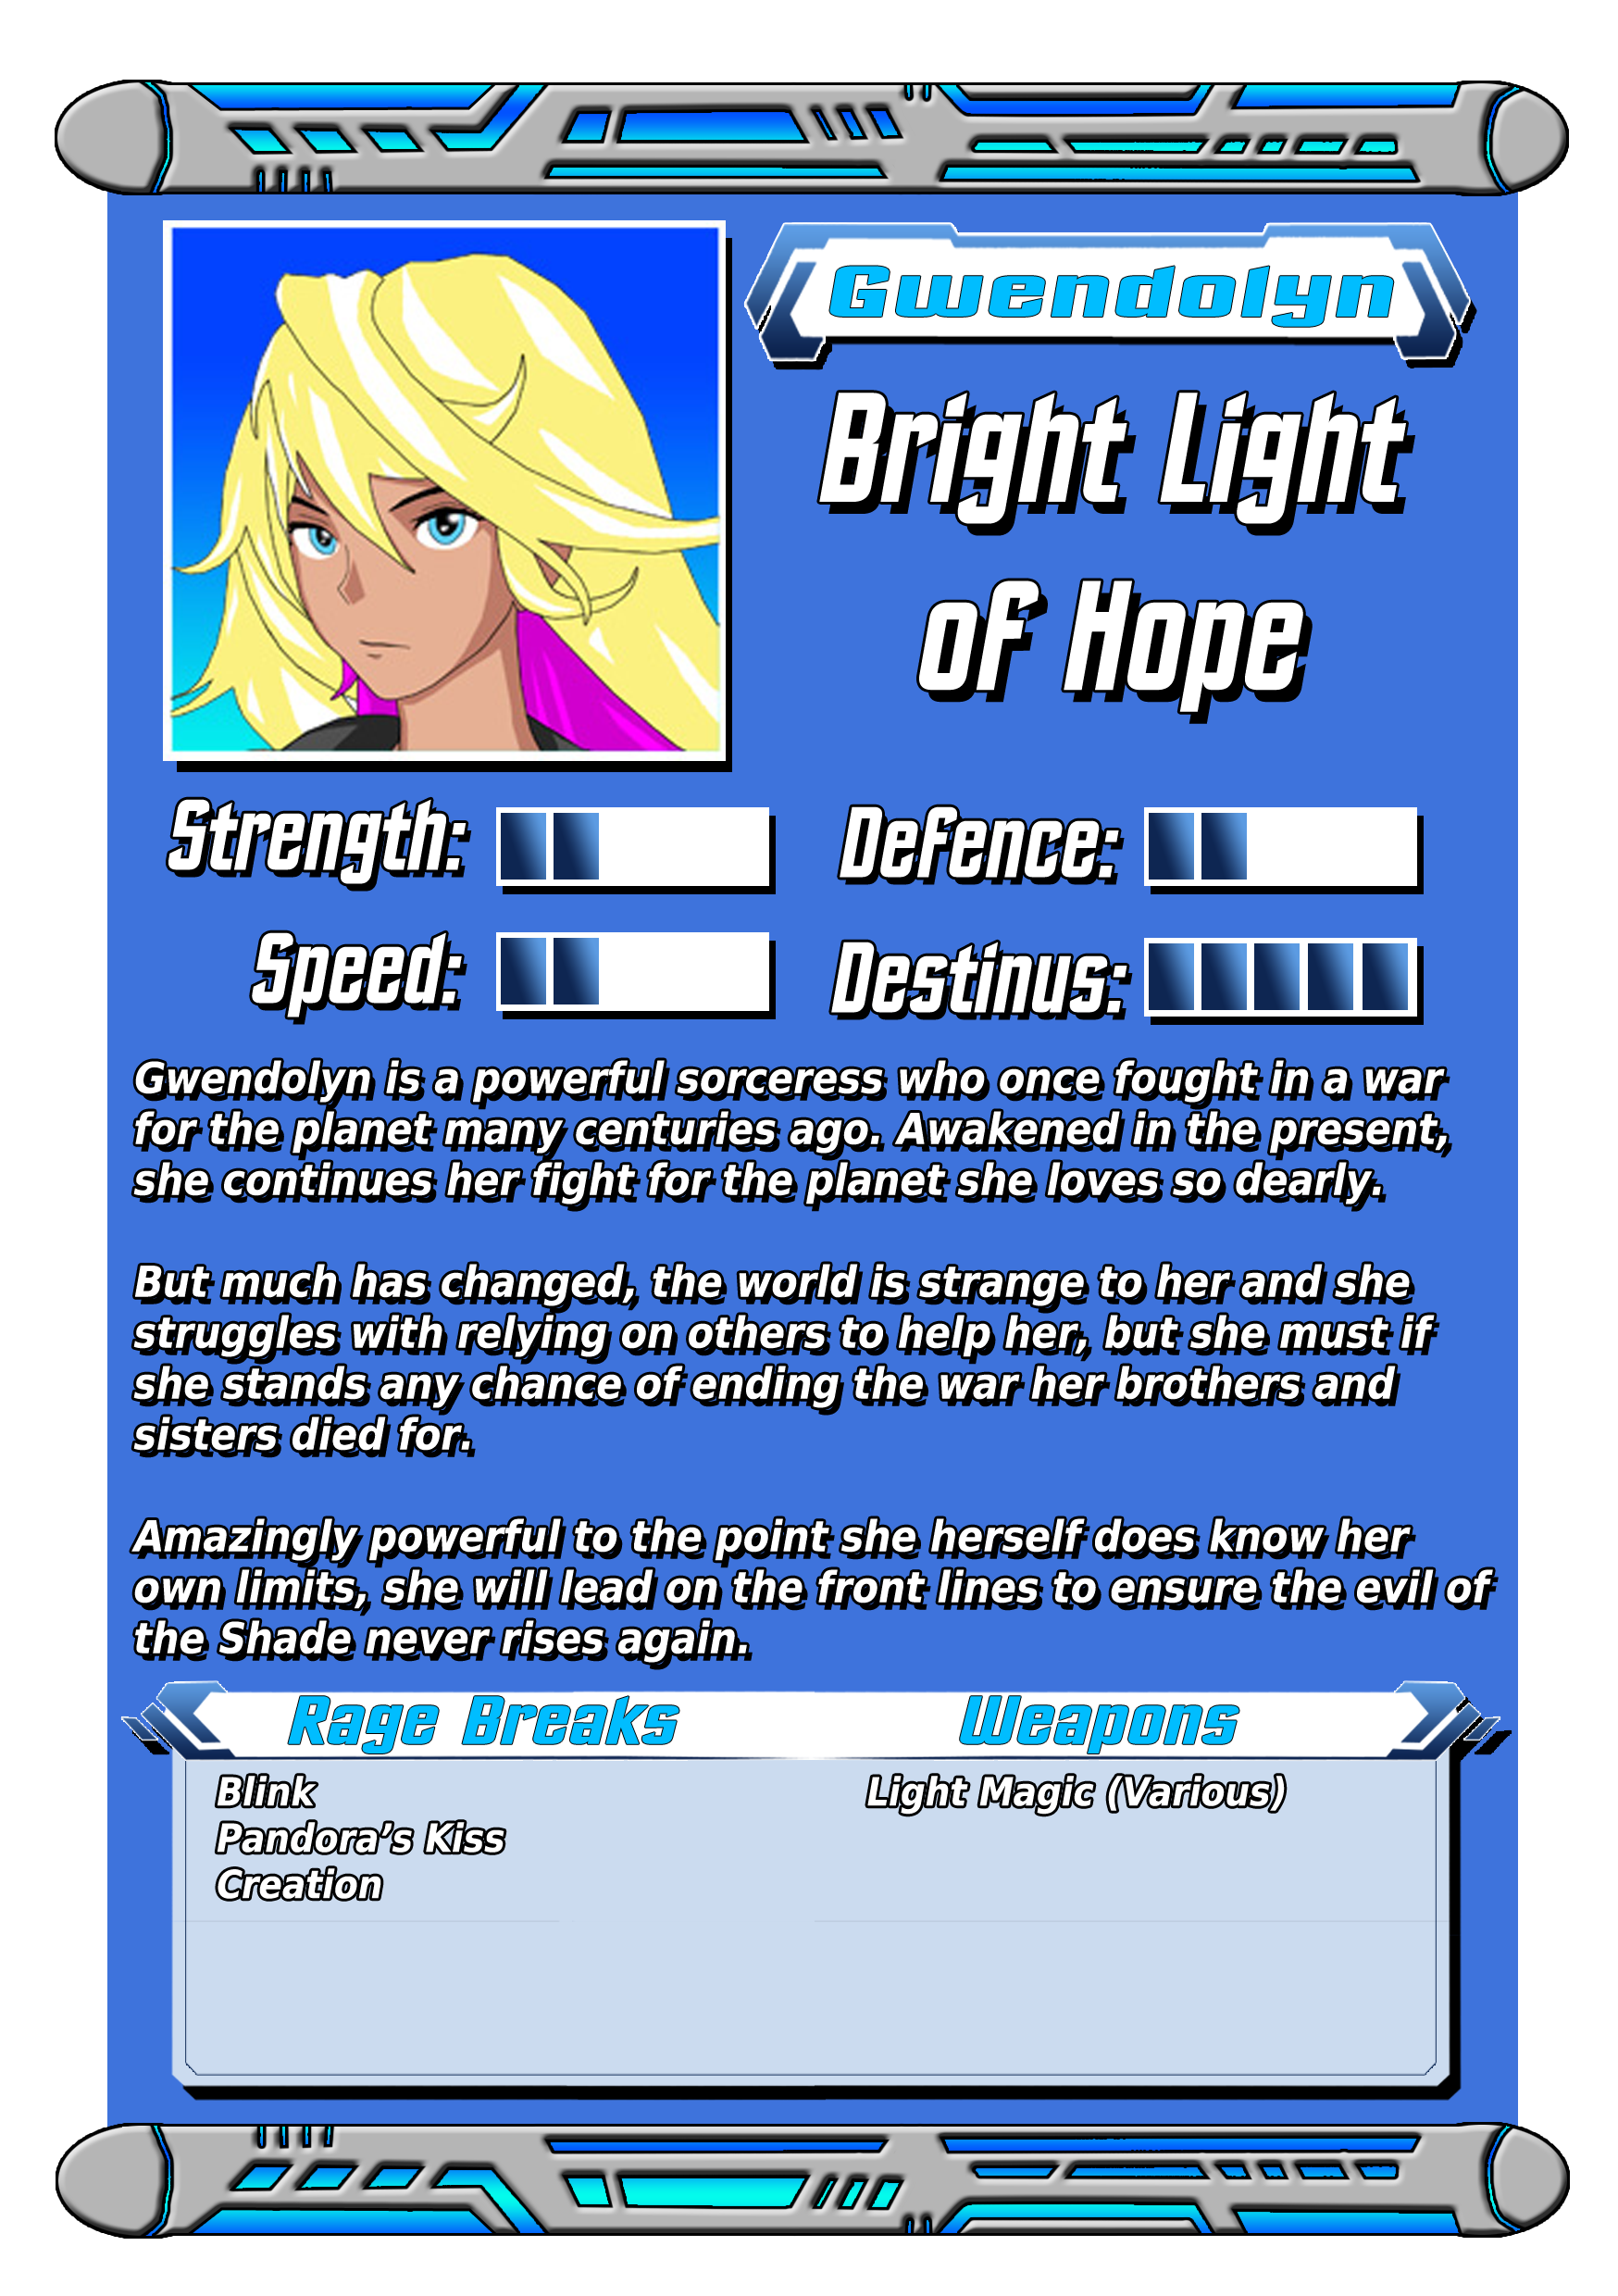 Gwendolyn
Bright Light
of Hope
Strength:
Defence:
Speed:
Destinus:
Gwendolyn is a powerful sorceress who once fought in a war
for the planet many centuries ago. Awakened in the present,
she continues her fight for the planet she loves so dearly.
But much has changed, the world is strange to her and she
struggles with relying on others to help her, but she must if
she stands any chance of ending the war her brothers and
sisters died for.
Amazingly powerful to the point she herself does know her
own limits, she will lead on the front lines to ensure the evil of
the Shade never rises again.
Rage Breaks
Weapons
Blink
Pandora's Kiss
Creation
Light Magic (Various)